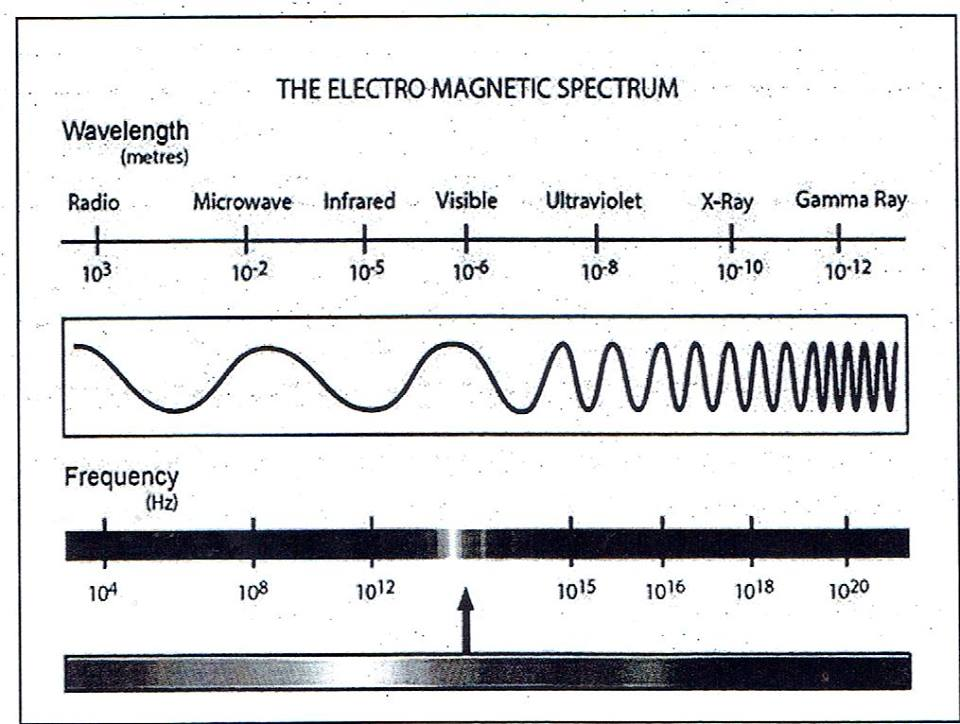 THE ELECTRO MAGNETIC SPECTRUM
Wavelength
(metres)
Radio Microwave Infrared Visible Ultraviolet X-Ray Gamma Ray
10³ 10⁻² 10⁻⁵ 10⁻⁶ 10⁻⁸ 10⁻¹⁰ 10⁻¹²
Frequency
(Hz)
10⁴ 10⁸ 10¹² 10¹⁵ 10¹⁶ 10¹⁸ 10²⁰